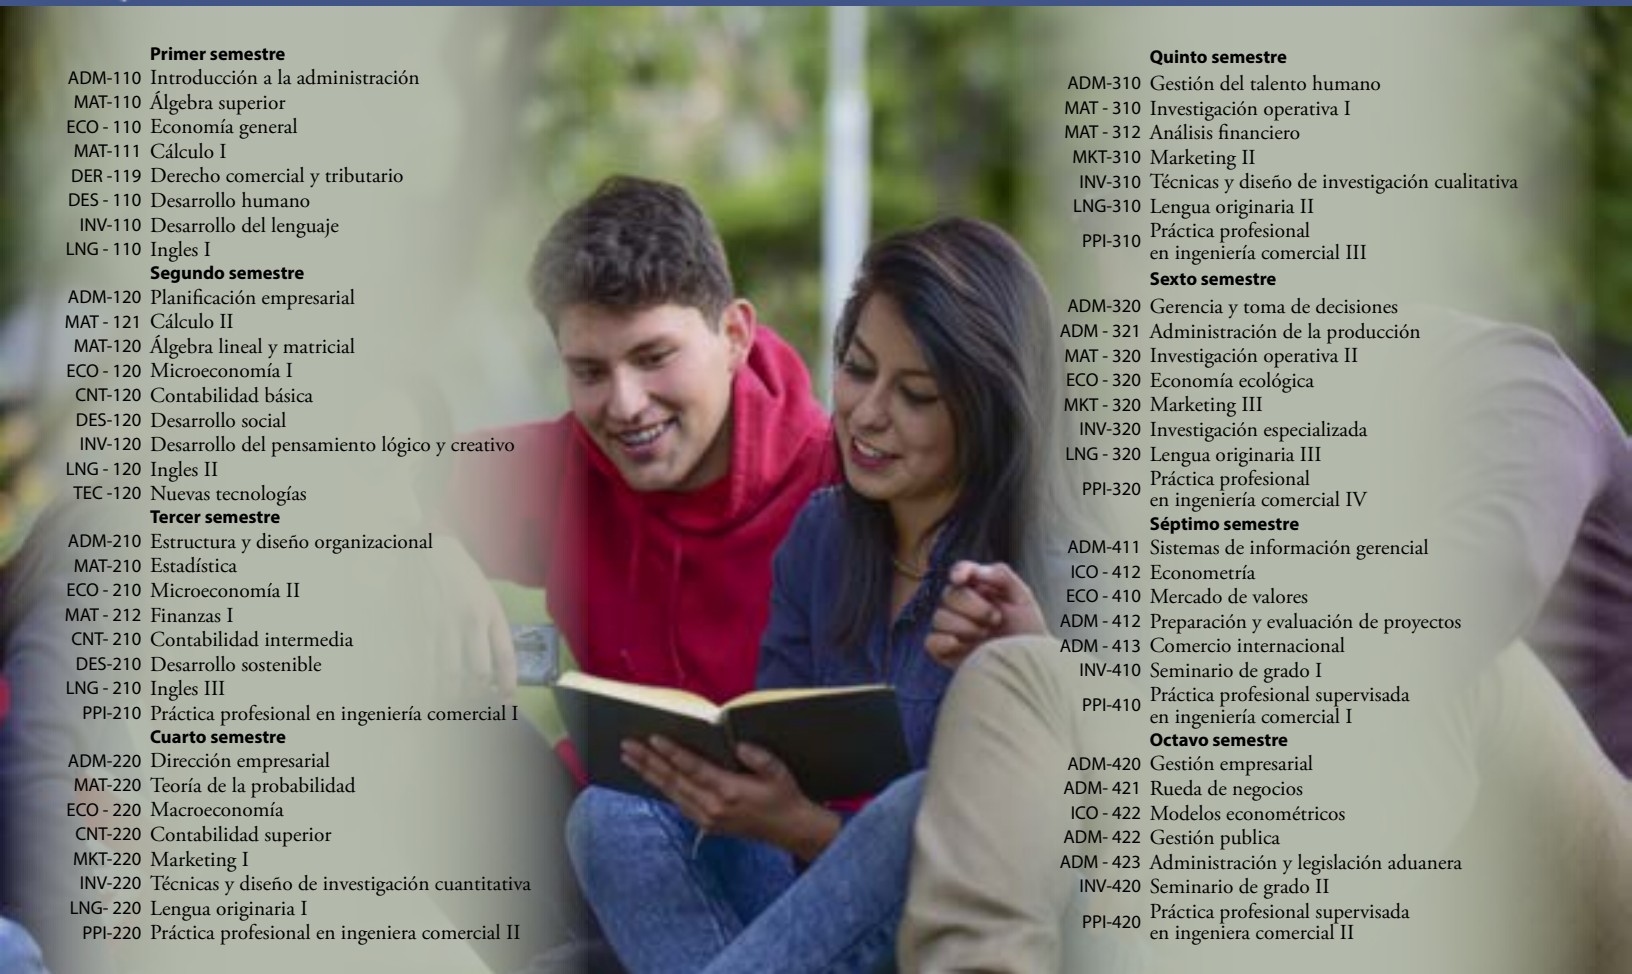 Primer semestre
ADM-110 Introducción a la administración
MAT-110 Álgebra superior
ECO - 110 Economía general
MAT-111 Cálculo I
DER -119 Derecho comercial y tributario
DES - 110 Desarrollo humano
INV-110 Desarrollo del lenguaje
LNG - 110 Ingles I
Segundo semestre
ADM-120 Planificación empresarial
MAT - 121 Cálculo II
MAT-120 Álgebra lineal y matricial
ECO - 120 Microeconomía I
CNT-120 Contabilidad básica
DES-120 Desarrollo social
INV-120 Desarrollo del pensamiento lógico y creativo
LNG - 120 Ingles II
TEC -120 Nuevas tecnologías
Tercer semestre
ADM-210 Estructura y diseño organizacional
MAT-210 Estadística
ECO - 210 Microeconomía II
MAT - 212 Finanzas I
CNT- 210 Contabilidad intermedia
DES-210 Desarrollo sostenible
LNG - 210 Ingles III
PPI-210 Práctica profesional en ingeniería comercial I
Cuarto semestre
ADM-220 Dirección empresarial
MAT-220 Teoría de la probabilidad
ECO - 220 Macroeconomía
CNT-220 Contabilidad superior
MKT-220 Marketing I
INV-220 Técnicas y diseño de investigación cuantitativa
LNG- 220 Lengua originaria I
PPI-220 Práctica profesional en ingeniera comercial II
Quinto semestre
ADM-310 Gestión del talento humano
MAT - 310 Investigación operativa I
MAT - 312 Análisis financiero
MKT-310 Marketing II
INV-310 Técnicas y diseño de investigación cualitativa
LNG-310 Lengua originaria II
PPI-310 Práctica profesional
en ingeniería comercial III
Sexto semestre
ADM-320 Gerencia y toma de decisiones
ADM - 321 Administración de la producción
MAT - 320 Investigación operativa II
ECO - 320 Economía ecológica
MKT - 320 Marketing III
INV-320 Investigación especializada
LNG - 320 Lengua originaria III
PPI-320 Práctica profesional
en ingeniería comercial IV
Séptimo semestre
ADM-411 Sistemas de información gerencial
ICO - 412 Econometría
ECO - 410 Mercado de valores
ADM - 412 Preparación y evaluación de proyectos
ADM - 413 Comercio internacional
INV-410 Seminario de grado I
PPI-410 Práctica profesional supervisada
en ingeniería comercial I
Octavo semestre
ADM-420 Gestión empresarial
ADM- 421 Rueda de negocios
ICO - 422 Modelos econométricos
ADM- 422 Gestión publica
ADM - 423 Administración y legislación aduanera
INV-420 Seminario de grado II
PPI-420 Práctica profesional supervisada
en ingeniera comercial II